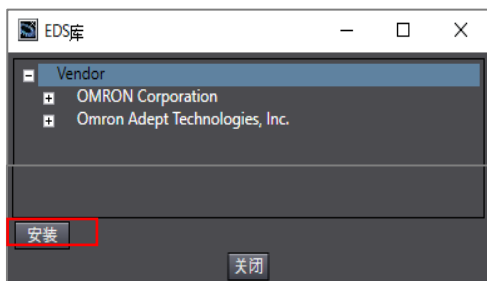 EDS库
Vendor
OMRON Corporation
Omron Adept Technologies, Inc.
安装
关闭